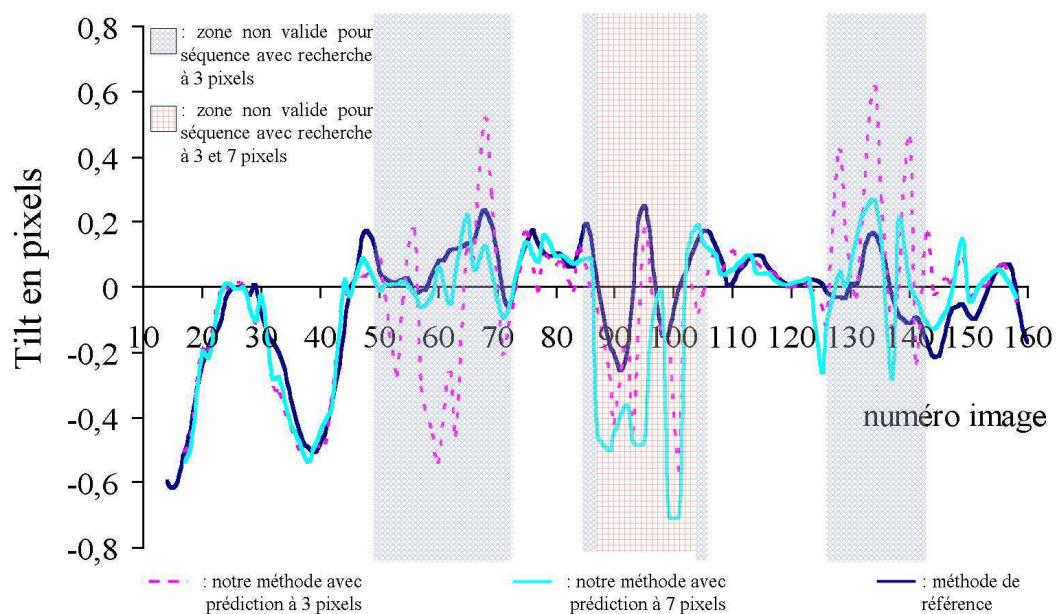 0,8
: zone non valide pour
séquence avec recherche
à 3 pixels
0,6
: zone non valide pour
séquence avec recherche
à 3 et 7 pixels
0,4
0,2
0
-0,2
-0,4
-0,6
-0,8
Tilt en pixels
10 20 30 40 50 60 70 80 90 100 110 120 130 140 150 160
numéro image
: notre méthode avec
prédiction à 3 pixels
: notre méthode avec
prédiction à 7 pixels
: méthode de
référence